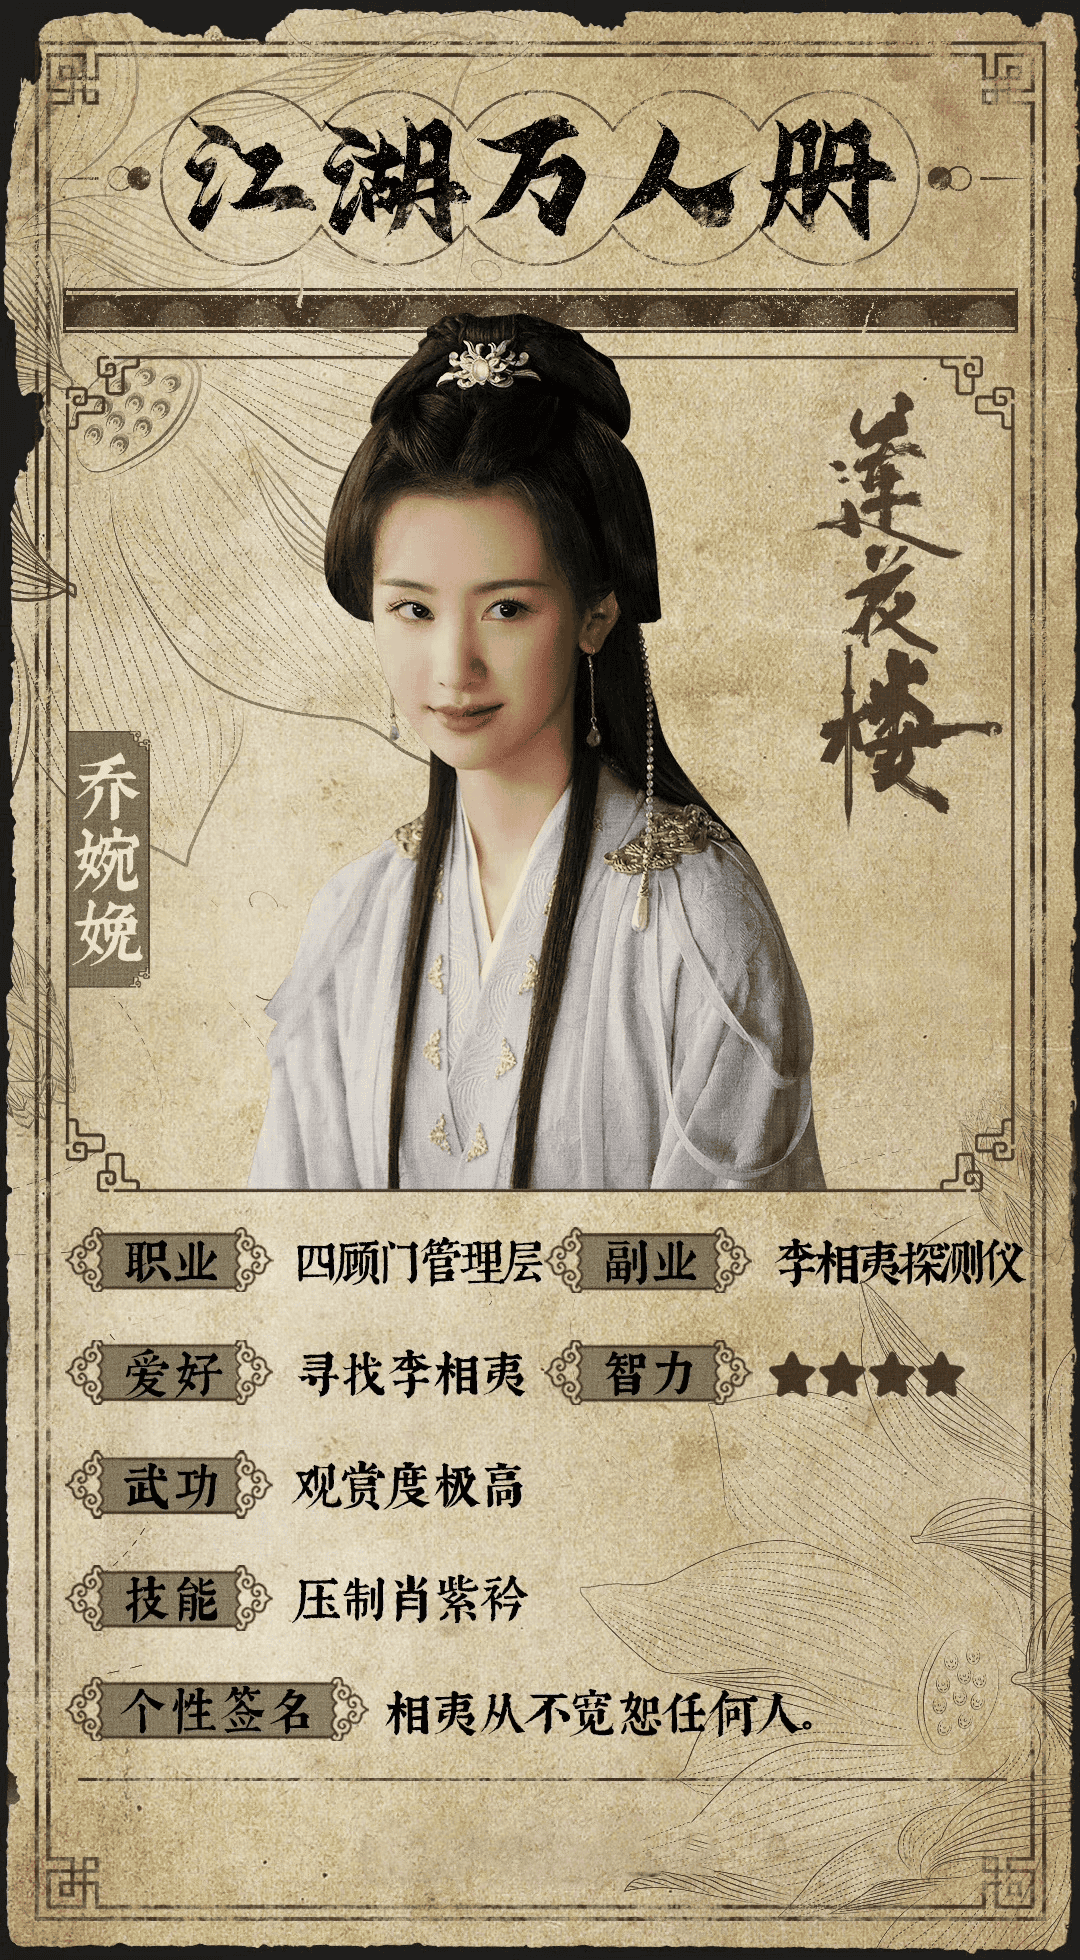 江湖万人册
莲花楼
乔婉娩
职业 四顾门管理层 副业 李相夷探测仪
爱好 寻找李相夷 智力 ★★★★
武功 观赏度极高
技能 压制肖紫衿
个性签名 相夷从不宽恕任何人。